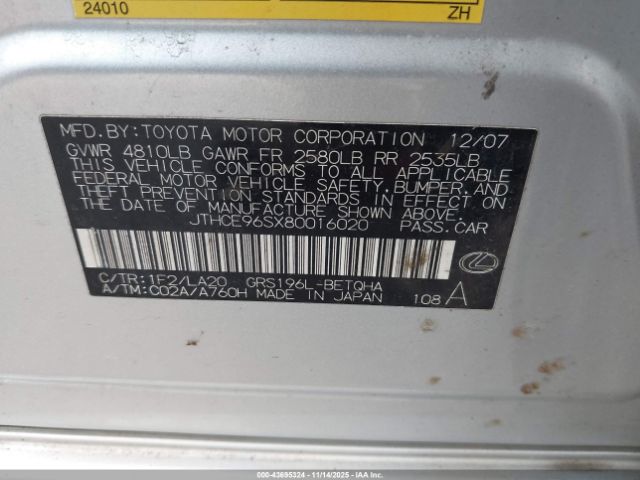 24010 ZH
MFD.BY:TOYOTA MOTOR CORPORATION 12/07
GVWR 4810LB GAWR FR 2580LB RR 2535LB
THIS VEHICLE CONFORMS TO ALL APPLICABLE
FEDERAL MOTOR VEHICLE SAFETY,BUMPER,AND
THEFT PREVENTION STANDARDS IN EFFECT ON
THE DATE OF MANUFACTURE SHOWN ABOVE.
JTHCE96SX80016020 PASS.CAR
C/TR:1F2/LA20 GRS196L-BETQHA
A/TM:C02A/A760H MADE IN JAPAN 108 A
000-43695324 - 11/14/2025 - IAAHC